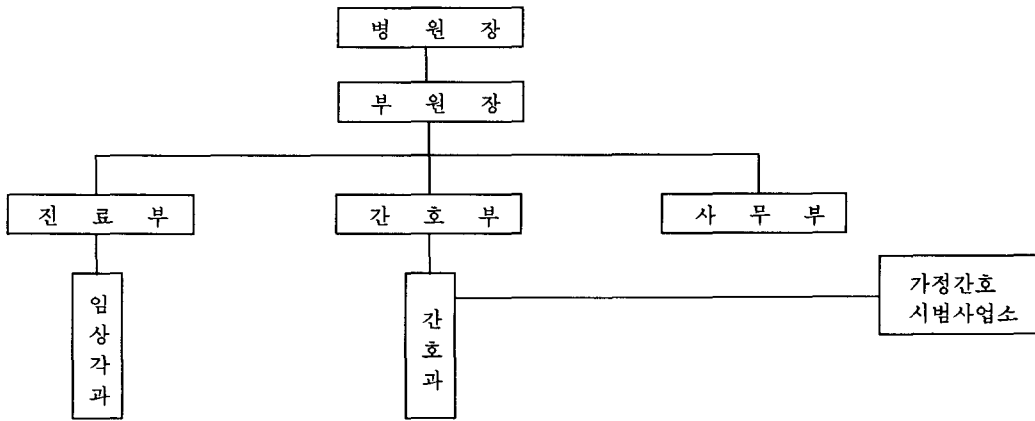 병 원 장
부 원 장
진 료 부
간 호 부
사 무 부
임상각과
간호과
가정간호
시범사업소